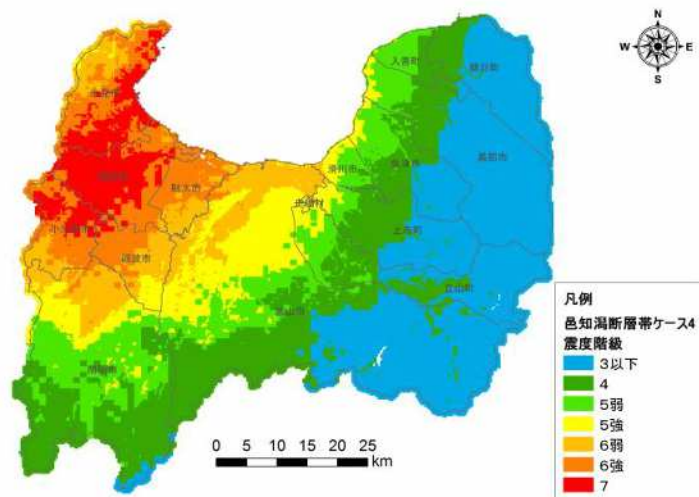 N
W E
S
入善町
朝日町
氷見市
黒部市
魚津市
滑川市
高岡市
射水市
舟橋村
小矢部市
上市町
砺波市
立山町
富山市
南砺市
0 5 10 15 20 25
km
凡例
邑知潟断層帯ケース4
震度階級
3以下
4
5弱
5強
6弱
6強
7